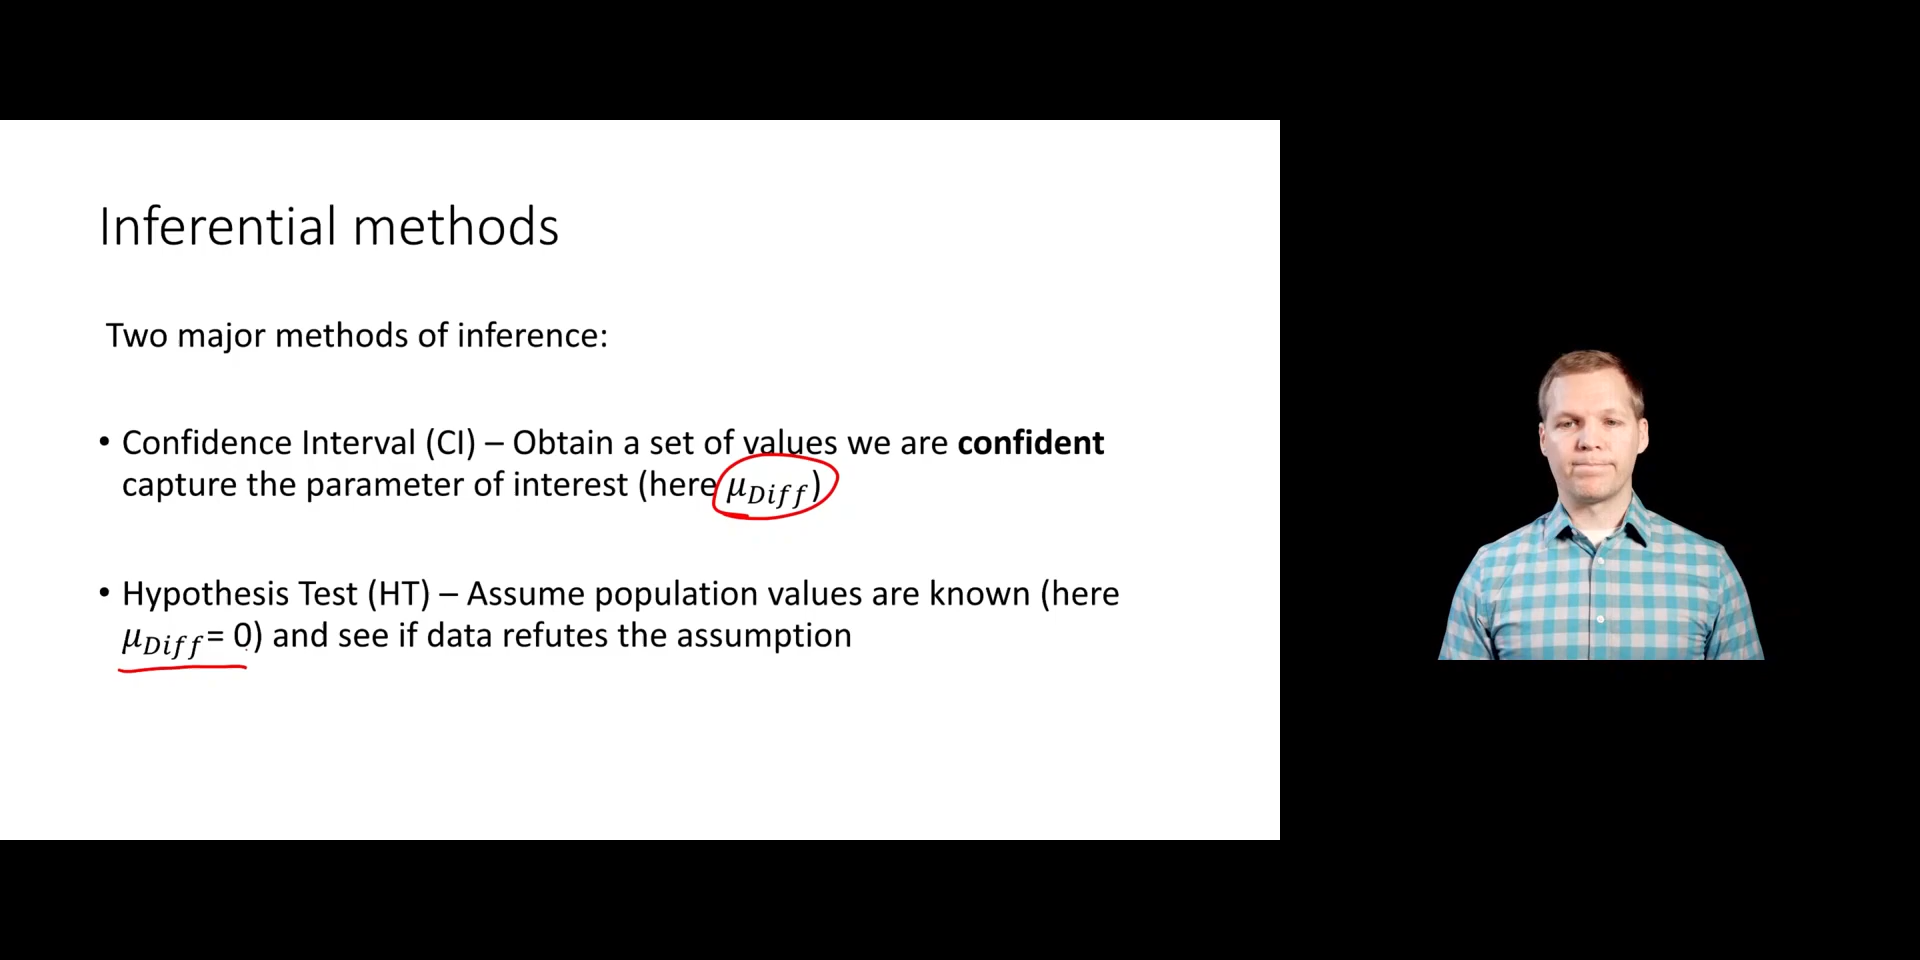 Inferential methods
Two major methods of inference:
• Confidence Interval (CI) – Obtain a set of values we are confident
capture the parameter of interest (here μ_Diff)
• Hypothesis Test (HT) – Assume population values are known (here
μ_Diff= 0) and see if data refutes the assumption